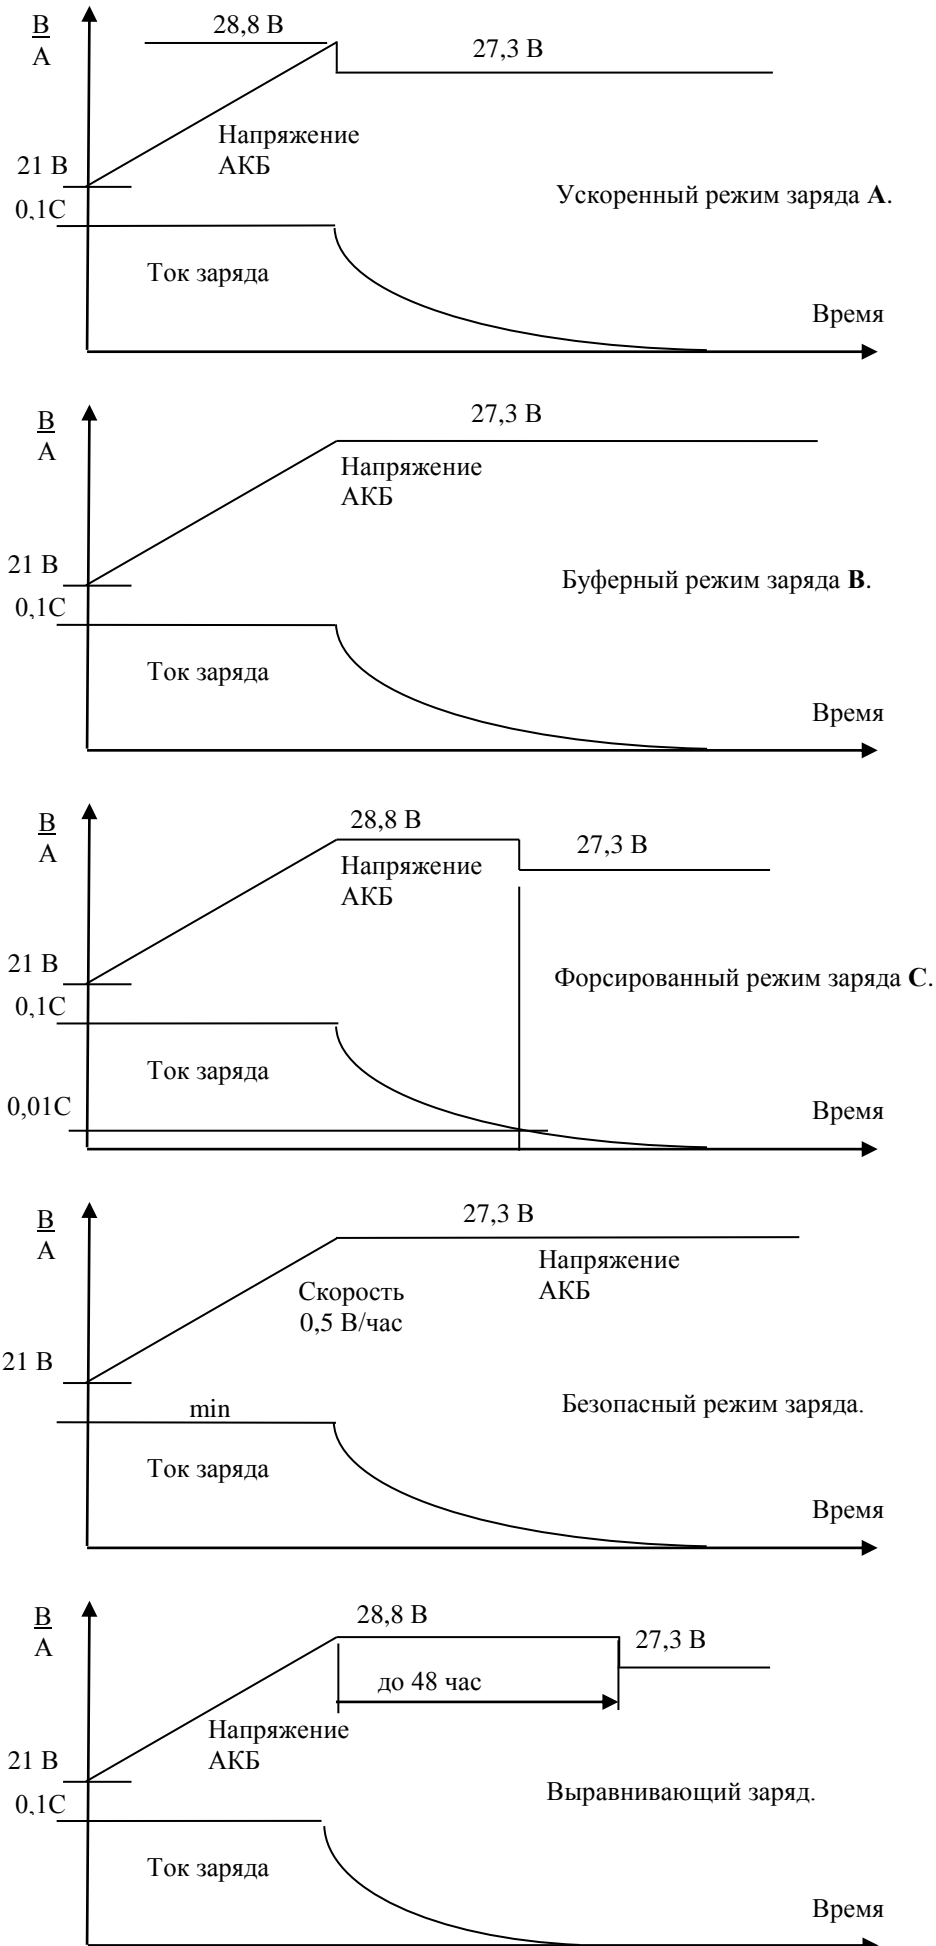 В
А
28,8 В
27,3 В
Напряжение
АКБ
21 В
0,1С
Ускоренный режим заряда А.
Ток заряда
Время
В
А
27,3 В
Напряжение
АКБ
21 В
0,1С
Буферный режим заряда В.
Ток заряда
Время
В
А
28,8 В
27,3 В
Напряжение
АКБ
21 В
0,1С
Форсированный режим заряда С.
Ток заряда
0,01С
Время
В
А
27,3 В
Напряжение
АКБ
Скорость
0,5 В/час
21 В
min
Безопасный режим заряда.
Ток заряда
Время
В
А
28,8 В
27,3 В
до 48 час
Напряжение
АКБ
21 В
0,1С
Выравнивающий заряд.
Ток заряда
Время